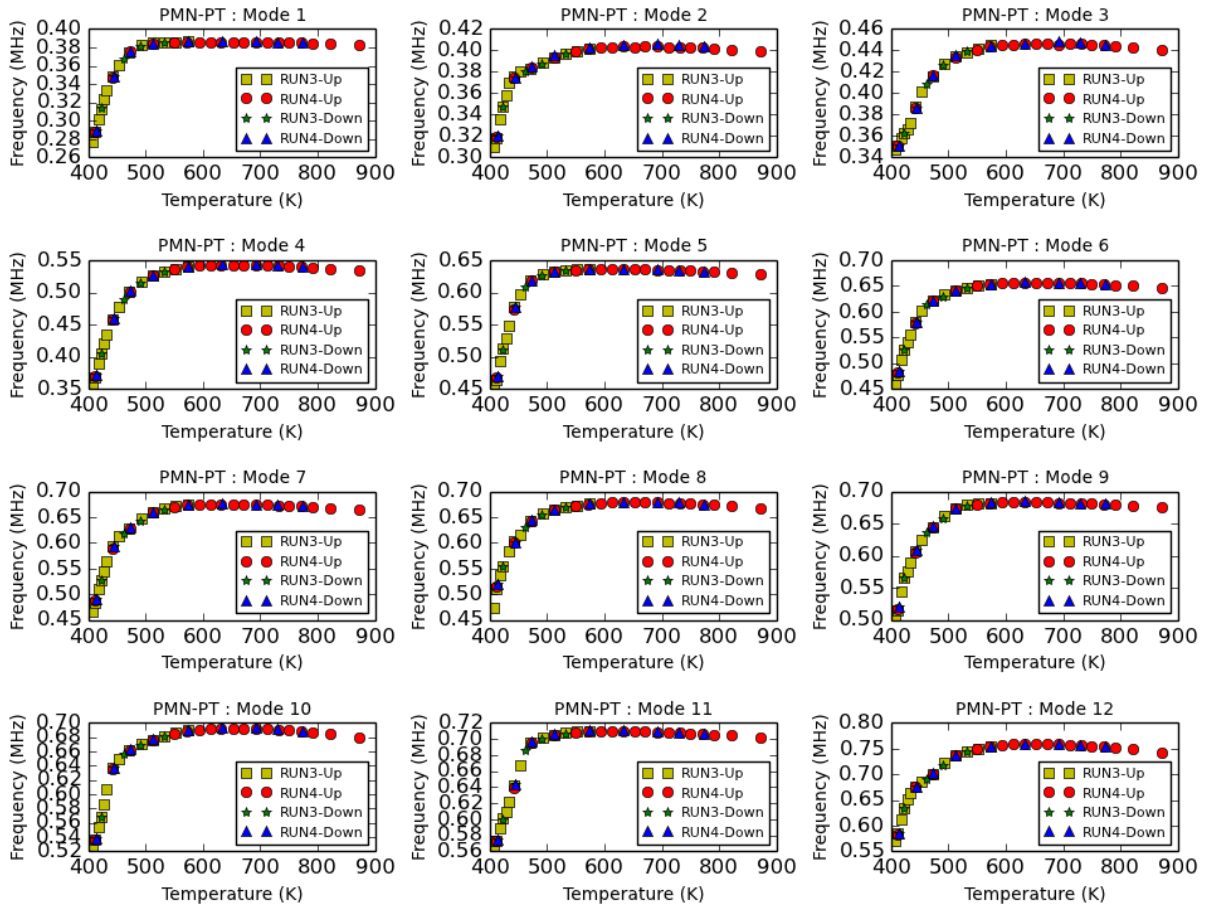 PMN-PT : Mode 1
Frequency (MHz)
0.40
0.38
0.36
0.34
0.32
0.30
0.28
0.26
RUN3-Up
RUN4-Up
RUN3-Down
RUN4-Down
400 500 600 700 800 900
Temperature (K)
PMN-PT : Mode 2
Frequency (MHz)
0.42
0.40
0.38
0.36
0.34
0.32
0.30
RUN3-Up
RUN4-Up
RUN3-Down
RUN4-Down
400 500 600 700 800 900
Temperature (K)
PMN-PT : Mode 3
Frequency (MHz)
0.46
0.44
0.42
0.40
0.38
0.36
0.34
RUN3-Up
RUN4-Up
RUN3-Down
RUN4-Down
400 500 600 700 800 900
Temperature (K)
PMN-PT : Mode 4
Frequency (MHz)
0.55
0.50
0.45
0.40
0.35
RUN3-Up
RUN4-Up
RUN3-Down
RUN4-Down
400 500 600 700 800 900
Temperature (K)
PMN-PT : Mode 5
Frequency (MHz)
0.65
0.60
0.55
0.50
0.45
RUN3-Up
RUN4-Up
RUN3-Down
RUN4-Down
400 500 600 700 800 900
Temperature (K)
PMN-PT : Mode 6
Frequency (MHz)
0.70
0.65
0.60
0.55
0.50
0.45
RUN3-Up
RUN4-Up
RUN3-Down
RUN4-Down
400 500 600 700 800 900
Temperature (K)
PMN-PT : Mode 7
Frequency (MHz)
0.70
0.65
0.60
0.55
0.50
0.45
RUN3-Up
RUN4-Up
RUN3-Down
RUN4-Down
400 500 600 700 800 900
Temperature (K)
PMN-PT : Mode 8
Frequency (MHz)
0.70
0.65
0.60
0.55
0.50
0.45
RUN3-Up
RUN4-Up
RUN3-Down
RUN4-Down
400 500 600 700 800 900
Temperature (K)
PMN-PT : Mode 9
Frequency (MHz)
0.70
0.65
0.60
0.55
0.50
RUN3-Up
RUN4-Up
RUN3-Down
RUN4-Down
400 500 600 700 800 900
Temperature (K)
PMN-PT : Mode 10
Frequency (MHz)
0.70
0.68
0.66
0.64
0.62
0.60
0.58
0.56
0.54
0.52
RUN3-Up
RUN4-Up
RUN3-Down
RUN4-Down
400 500 600 700 800 900
Temperature (K)
PMN-PT : Mode 11
Frequency (MHz)
0.72
0.70
0.68
0.66
0.64
0.62
0.60
0.58
0.56
RUN3-Up
RUN4-Up
RUN3-Down
RUN4-Down
400 500 600 700 800 900
Temperature (K)
PMN-PT : Mode 12
Frequency (MHz)
0.80
0.75
0.70
0.65
0.60
0.55
RUN3-Up
RUN4-Up
RUN3-Down
RUN4-Down
400 500 600 700 800 900
Temperature (K)